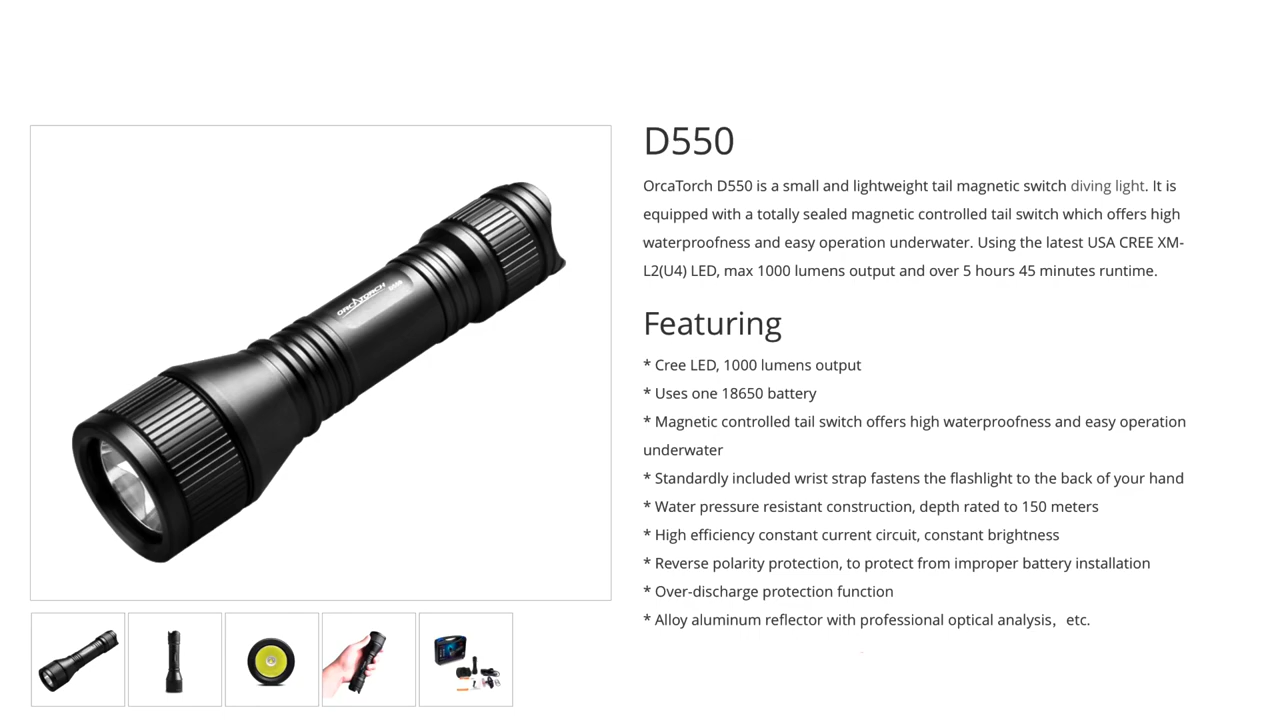 D550
OrcaTorch D550 is a small and lightweight tail magnetic switch diving light. It is
equipped with a totally sealed magnetic controlled tail switch which offers high
waterproofness and easy operation underwater. Using the latest USA CREE XM-
L2(U4) LED, max 1000 lumens output and over 5 hours 45 minutes runtime.
ORCATORCH
Featuring
* Cree LED, 1000 lumens output
* Uses one 18650 battery
* Magnetic controlled tail switch offers high waterproofness and easy operation
underwater
* Standardly included wrist strap fastens the flashlight to the back of your hand
* Water pressure resistant construction, depth rated to 150 meters
* High efficiency constant current circuit, constant brightness
* Reverse polarity protection, to protect from improper battery installation
* Over-discharge protection function
* Alloy aluminum reflector with professional optical analysis，etc.